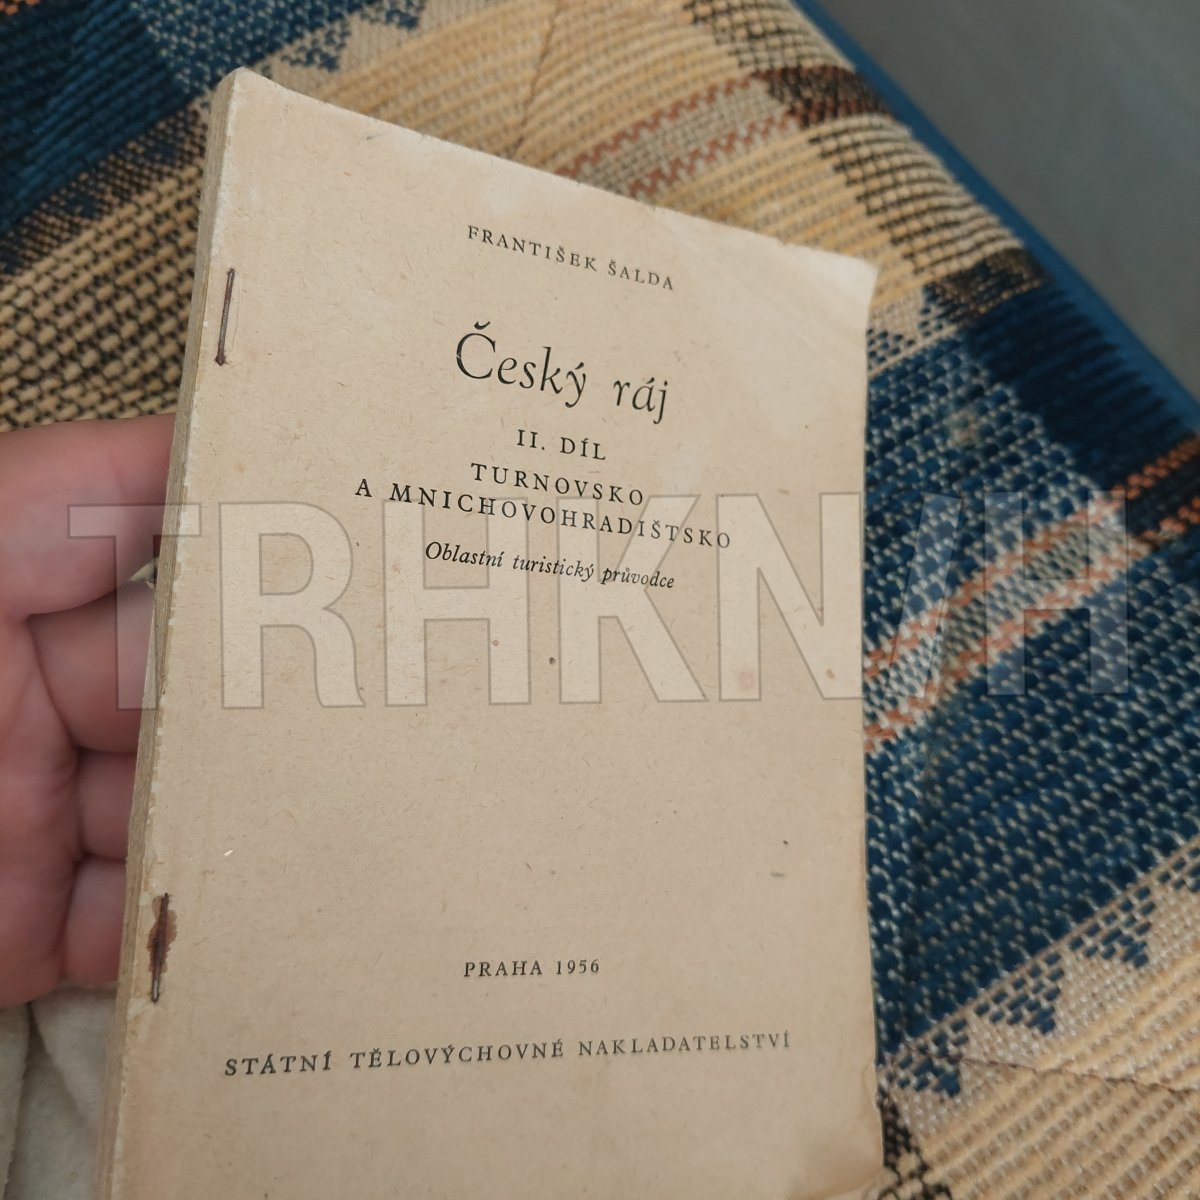 FRANTIŠEK ŠALDA
Český ráj
II. DÍL
TURNOVSKO
A MNICHOVOHRADIŠTSKO
Oblastní turistický průvodce
TRHKNIH
PRAHA 1956
STÁTNÍ TĚLOVÝCHOVNÉ NAKLADATELSTVÍ